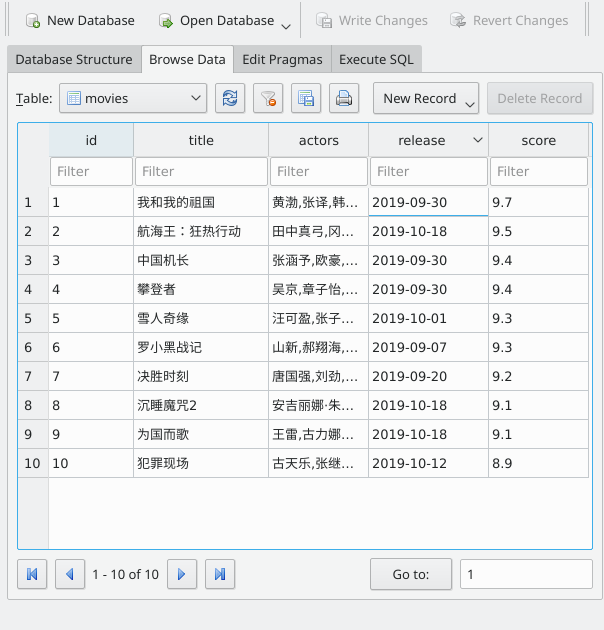 New Database Open Database Write Changes Revert Changes
Database Structure Browse Data Edit Pragmas Execute SQL
Table: movies New Record Delete Record
id title actors release score
Filter Filter Filter Filter Filter
1 1 我和我的祖国 黄渤,张译,韩... 2019-09-30 9.7
2 2 航海王：狂热行动 田中真弓,冈... 2019-10-18 9.5
3 3 中国机长 张涵予,欧豪,... 2019-09-30 9.4
4 4 攀登者 吴京,章子怡,... 2019-09-30 9.4
5 5 雪人奇缘 汪可盈,张子... 2019-10-01 9.3
6 6 罗小黑战记 山新,郝翔海,... 2019-09-07 9.3
7 7 决胜时刻 唐国强,刘劲,... 2019-09-20 9.2
8 8 沉睡魔咒2 安吉丽娜·朱... 2019-10-18 9.1
9 9 为国而歌 王雷,古力娜... 2019-10-18 9.1
10 10 犯罪现场 古天乐,张继... 2019-10-12 8.9
1 - 10 of 10 Go to: 1